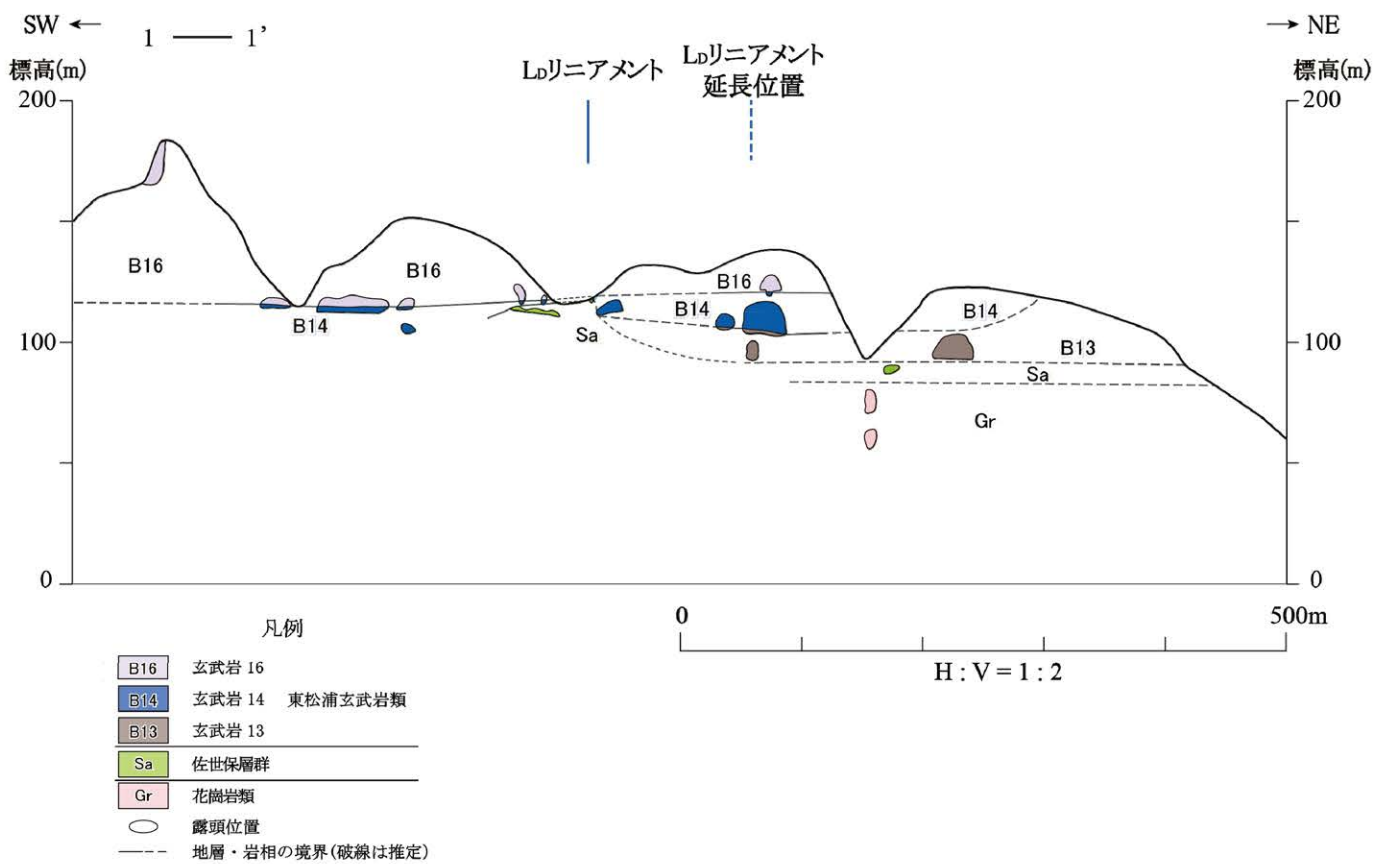 SW ←
1 — 1’
→ NE
標高(m)
LDリニアメント
LDリニアメント
延長位置
標高(m)
200
200
B16
B16
B16
B14
B14
B14
Sa
B13
Sa
100
100
Gr
0
0
0
500m
H : V = 1 : 2
凡例
B16 玄武岩 16
B14 玄武岩 14 東松浦玄武岩類
B13 玄武岩 13
Sa 佐世保層群
Gr 花崗岩類
露頭位置
地層・岩相の境界(破線は推定)